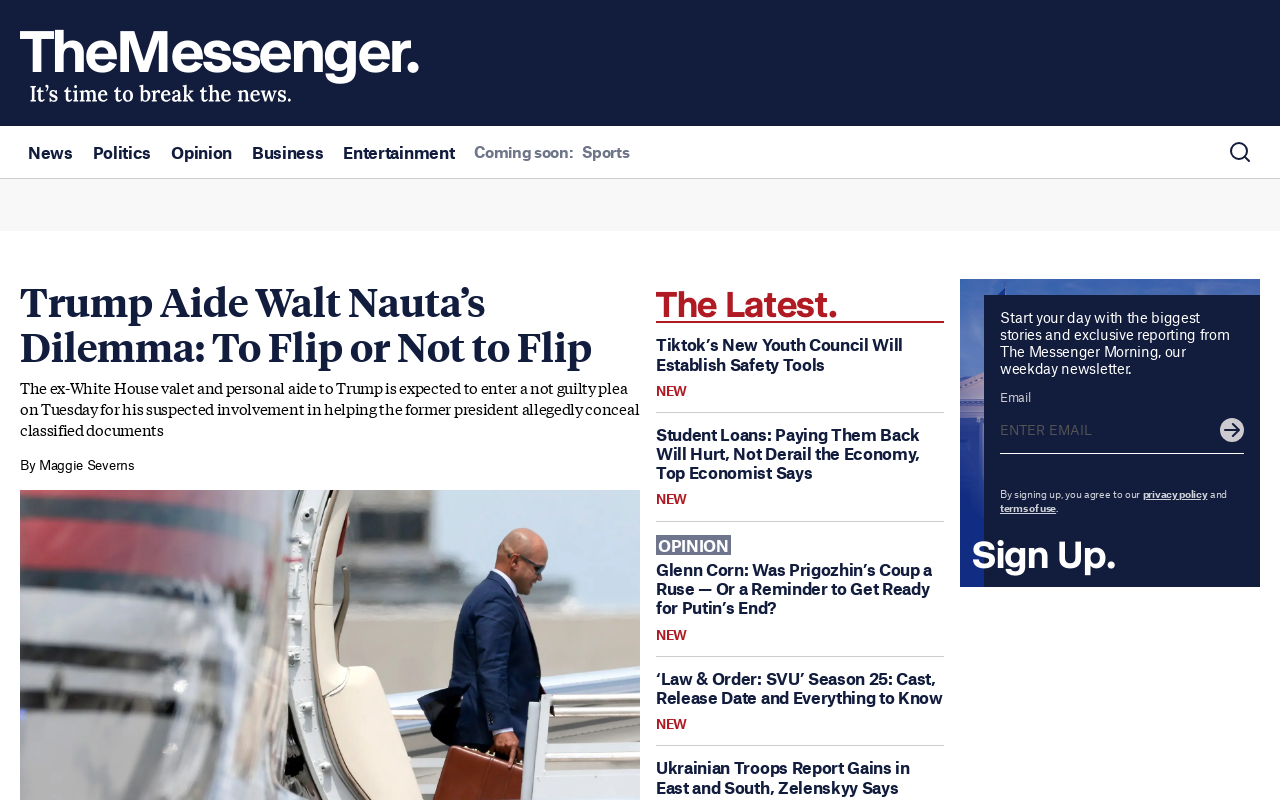 TheMessenger.
It's time to break the news.
News Politics Opinion Business Entertainment Coming soon: Sports
Trump Aide Walt Nauta’s
Dilemma: To Flip or Not to Flip
The ex-White House valet and personal aide to Trump is expected to enter a not guilty plea
on Tuesday for his suspected involvement in helping the former president allegedly conceal
classified documents
By Maggie Severns
The Latest.
Tiktok’s New Youth Council Will
Establish Safety Tools
NEW
Student Loans: Paying Them Back
Will Hurt, Not Derail the Economy,
Top Economist Says
NEW
OPINION
Glenn Corn: Was Prigozhin’s Coup a
Ruse — Or a Reminder to Get Ready
for Putin’s End?
NEW
‘Law & Order: SVU’ Season 25: Cast,
Release Date and Everything to Know
NEW
Ukrainian Troops Report Gains in
East and South, Zelenskyy Says
Start your day with the biggest
stories and exclusive reporting from
The Messenger Morning, our
weekday newsletter.
Email
ENTER EMAIL
By signing up, you agree to our privacy policy and
terms of use.
Sign Up.